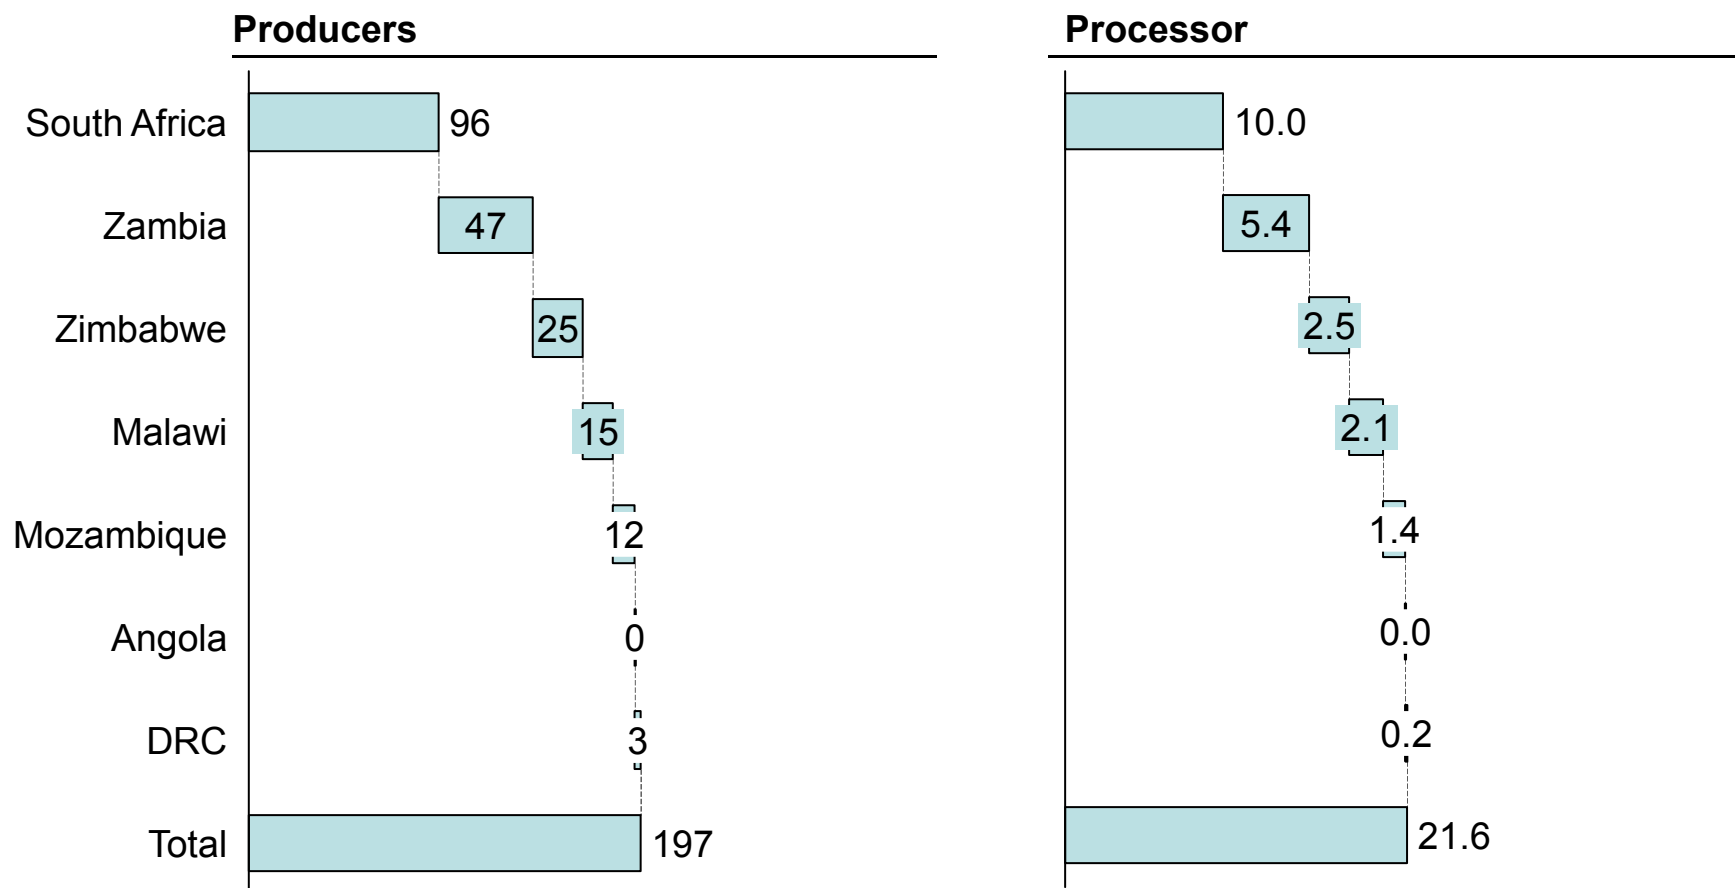 Producers
Processor
South Africa 96 10.0
Zambia 47 5.4
Zimbabwe 25 2.5
Malawi 15 2.1
Mozambique 12 1.4
Angola 0 0.0
DRC 3 0.2
Total 197 21.6